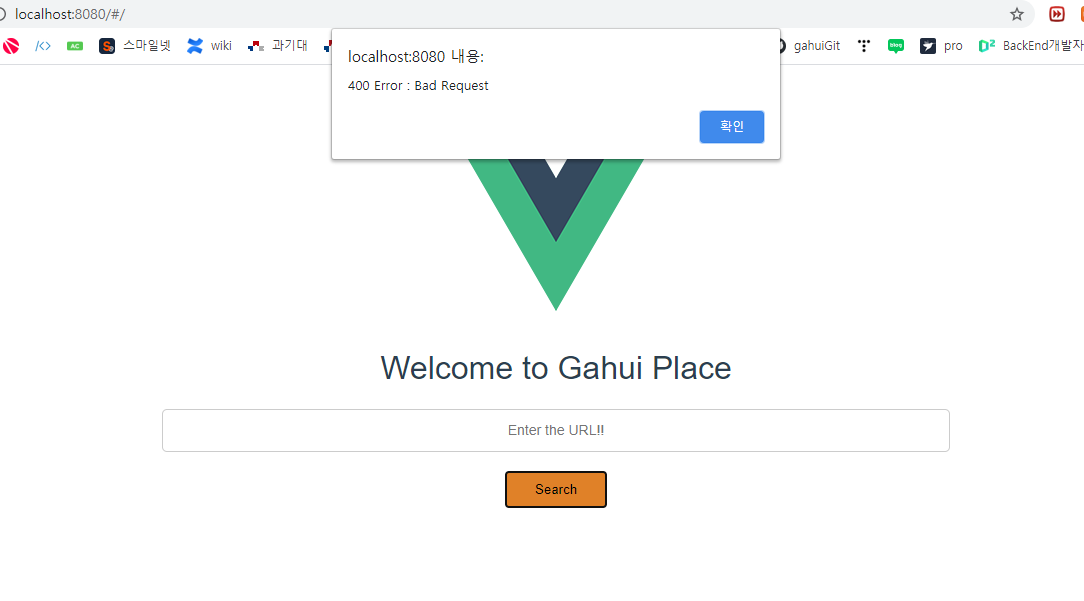 localhost:8080/#/
AC
S
스마일넷
wiki
과기대
gahuiGit
blog
pro
BackEnd개발자
localhost:8080 내용:
400 Error : Bad Request
확인
Welcome to Gahui Place
Enter the URL!!
Search